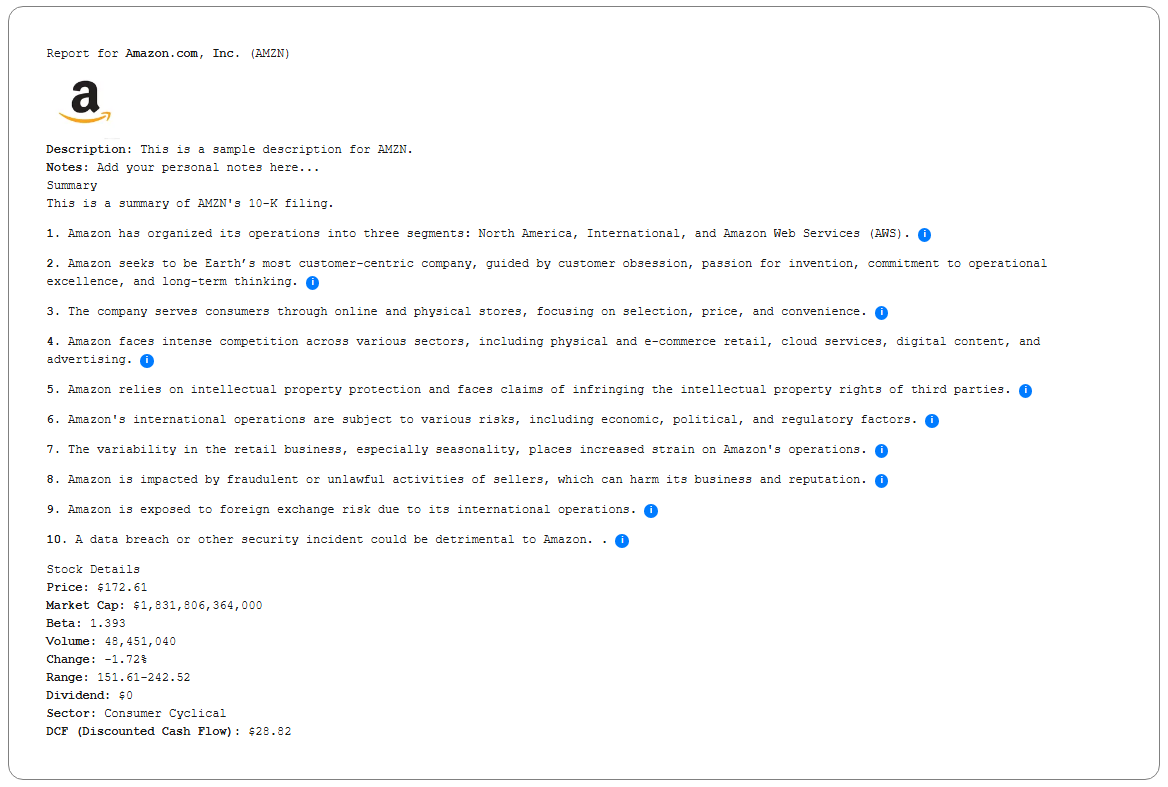 Report for Amazon.com, Inc. (AMZN)
a
Description: This is a sample description for AMZN.
Notes: Add your personal notes here...
Summary
This is a summary of AMZN's 10-K filing.
1. Amazon has organized its operations into three segments: North America, International, and Amazon Web Services (AWS). i
2. Amazon seeks to be Earth’s most customer-centric company, guided by customer obsession, passion for invention, commitment to operational
excellence, and long-term thinking. i
3. The company serves consumers through online and physical stores, focusing on selection, price, and convenience. i
4. Amazon faces intense competition across various sectors, including physical and e-commerce retail, cloud services, digital content, and
advertising. i
5. Amazon relies on intellectual property protection and faces claims of infringing the intellectual property rights of third parties. i
6. Amazon's international operations are subject to various risks, including economic, political, and regulatory factors. i
7. The variability in the retail business, especially seasonality, places increased strain on Amazon's operations. i
8. Amazon is impacted by fraudulent or unlawful activities of sellers, which can harm its business and reputation. i
9. Amazon is exposed to foreign exchange risk due to its international operations. i
10. A data breach or other security incident could be detrimental to Amazon. . i
Stock Details
Price: $172.61
Market Cap: $1,831,806,364,000
Beta: 1.393
Volume: 48,451,040
Change: -1.72%
Range: 151.61-242.52
Dividend: $0
Sector: Consumer Cyclical
DCF (Discounted Cash Flow): $28.82